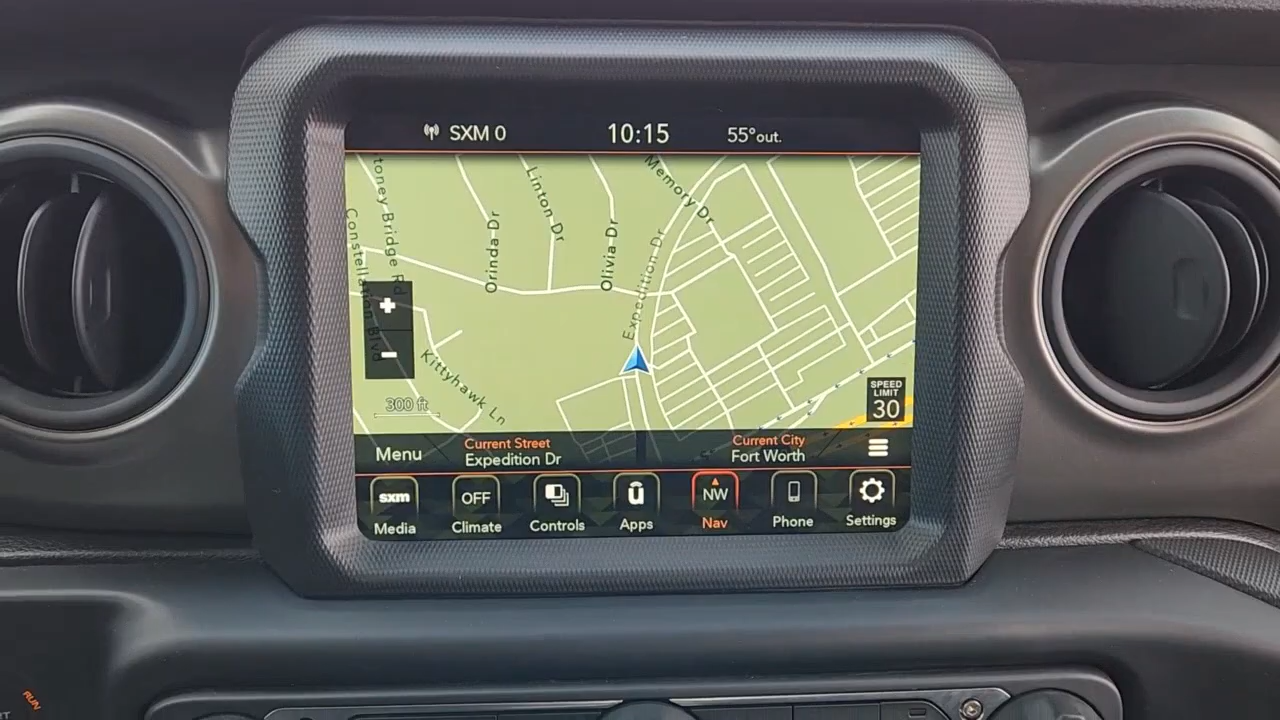 SXM 0 10:15 55°out.
toney Bridge Rd
Constellation Blvd
Orinda Dr
Linton Dr
Olivia Dr
Memory Dr
Expedition Dr
Kittyhawk Ln
+
-
300 ft
SPEED
LIMIT
30
Menu
Current Street
Expedition Dr
Current City
Fort Worth
sxm OFF NW
Media Climate Controls Apps Nav Phone Settings
RUN